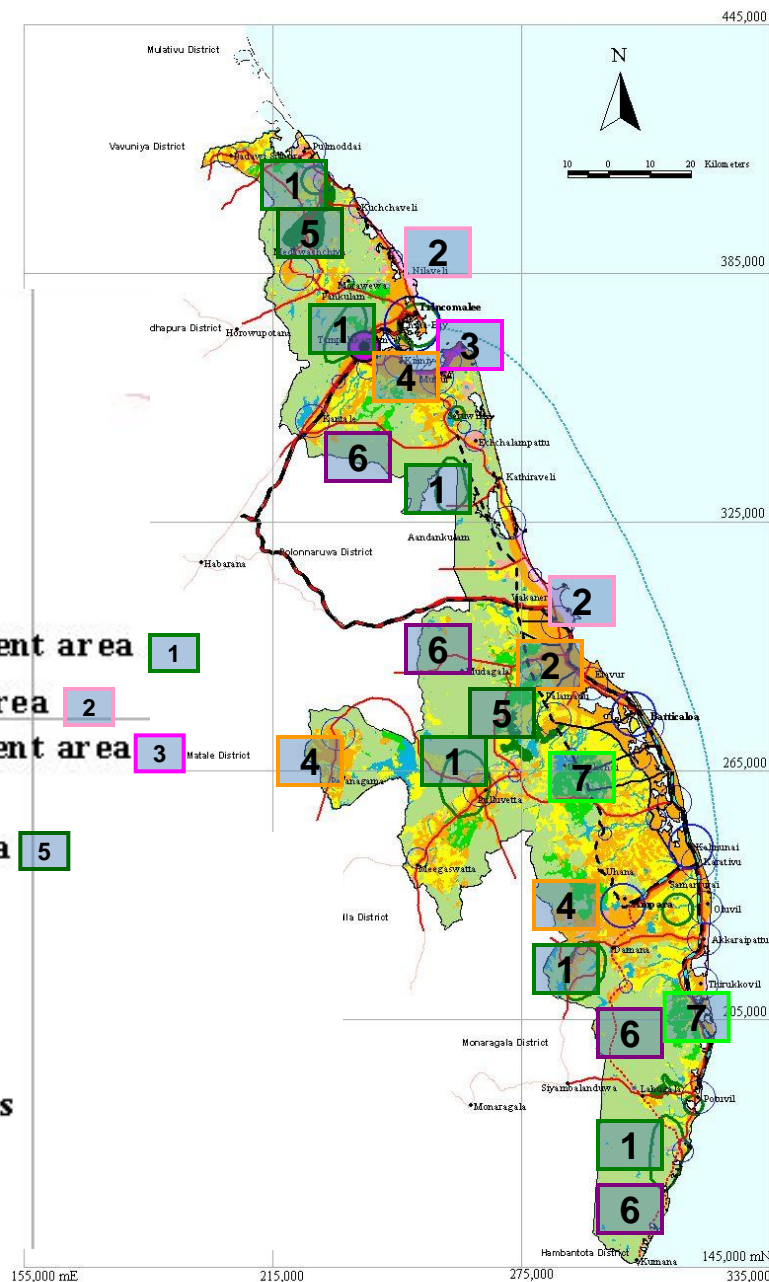 445,000
Mulativu District
N
Vavuniya District
Pulmoddai
10 0 10 20 Kilometers
1
Kuchchaveli
5
2
Nilaveli
385,000
Morawewa
Pankulam
Trincomalee
1
dhapura District
Horowupotana
3
4
Kantale
Echchalampattu
6
1
Kathiraveli
325,000
Aandankulam
Polonnaruwa District
Habarana
2
ent area 1
6
2
Eravur
rea 2
5
Batticaloa
ent area 3
Matale District
4
1
7
265,000
Kalmunai
Karativu
a 5
Meegaswatta
Uhana
Samanturai
4
Ampara
Oluvil
illa District
Akkaraipattu
Damana
1
Thirukkovil
7
205,000
6
Monaragala District
Siyambalanduwa
Lahugala
Potuvil
Monaragala
s
1
6
Hambantota District
Kumana
145,000 mN
155,000 mE
215,000
275,000
335,000